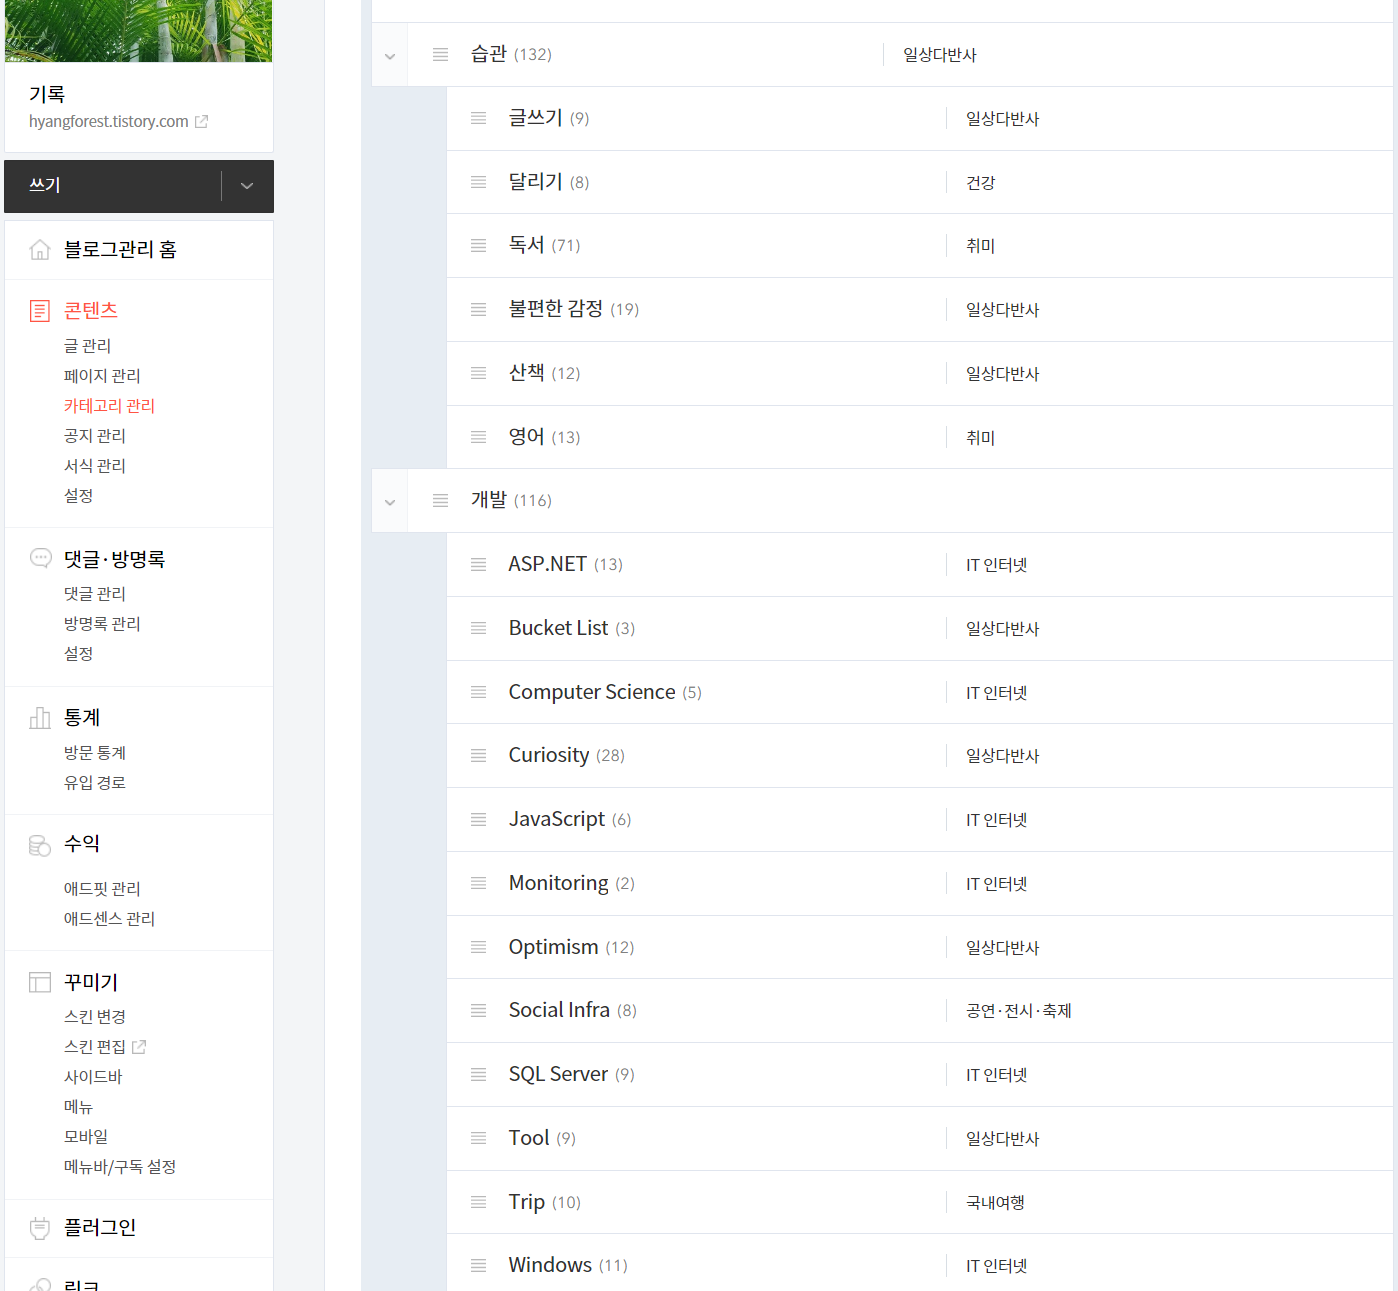 기록
hyangforest.tistory.com
쓰기
블로그관리 홈
콘텐츠
글 관리
페이지 관리
카테고리 관리
공지 관리
서식 관리
설정
댓글·방명록
댓글 관리
방명록 관리
설정
통계
방문 통계
유입 경로
수익
애드핏 관리
애드센스 관리
꾸미기
스킨 변경
스킨 편집
사이드바
메뉴
모바일
메뉴바/구독 설정
플러그인
링크
습관 (132) 일상다반사
글쓰기 (9) 일상다반사
달리기 (8) 건강
독서 (71) 취미
불편한 감정 (19) 일상다반사
산책 (12) 일상다반사
영어 (13) 취미
개발 (116)
ASP.NET (13) IT 인터넷
Bucket List (3) 일상다반사
Computer Science (5) IT 인터넷
Curiosity (28) 일상다반사
JavaScript (6) IT 인터넷
Monitoring (2) IT 인터넷
Optimism (12) 일상다반사
Social Infra (8) 공연·전시·축제
SQL Server (9) IT 인터넷
Tool (9) 일상다반사
Trip (10) 국내여행
Windows (11) IT 인터넷